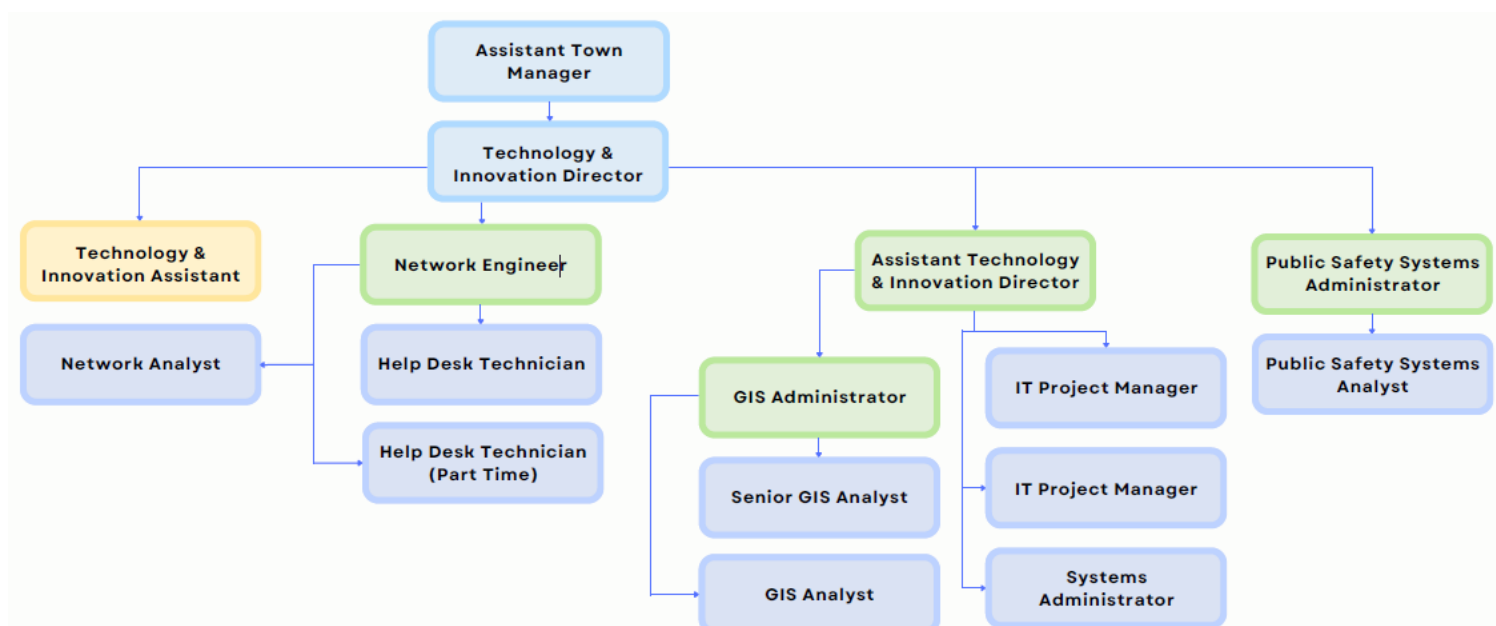 Assistant Town
Manager
Technology &
Innovation Director
Technology &
Innovation Assistant
Network Engineer
Assistant Technology
& Innovation Director
Public Safety Systems
Administrator
Network Analyst
Help Desk Technician
GIS Administrator
IT Project Manager
Public Safety Systems
Analyst
Help Desk Technician
(Part Time)
Senior GIS Analyst
IT Project Manager
GIS Analyst
Systems
Administrator